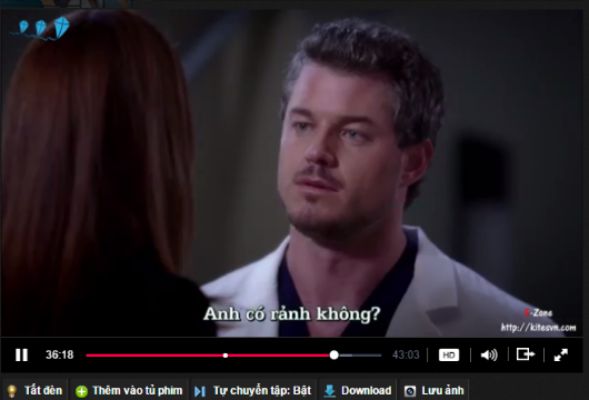 Anh có rảnh không?
K-Zone
http://kitesvn.com
36:18
43:03
HD
Tắt đèn
Thêm vào tủ phim
Tự chuyển tập: Bật
Download
Lưu ảnh